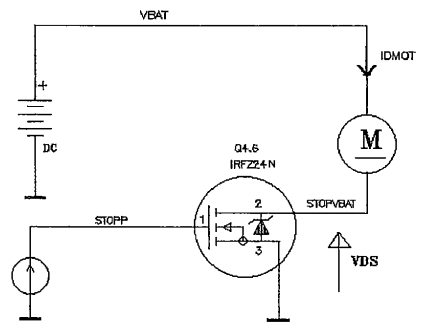 VBAT
IDMOT
+
DC
M
Q4.6
IRFZ24N
2
STOPVBAT
STOPP
1
3
VDS